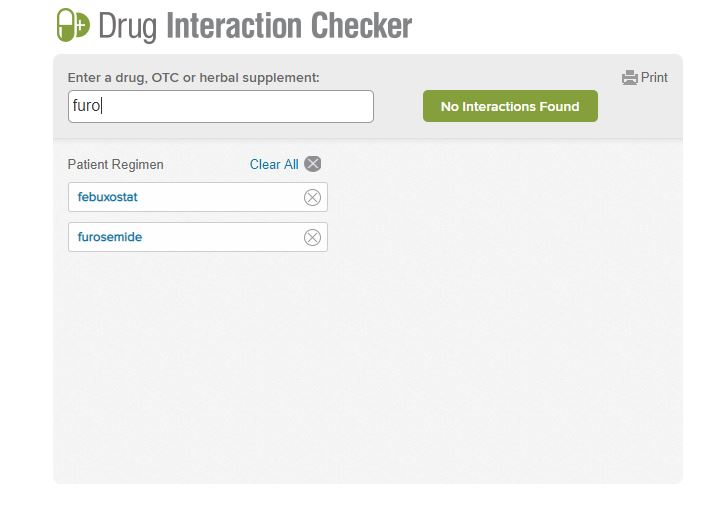 Drug Interaction Checker
Enter a drug, OTC or herbal supplement:
Print
furo
No Interactions Found
Patient Regimen
Clear All
febuxostat
furosemide